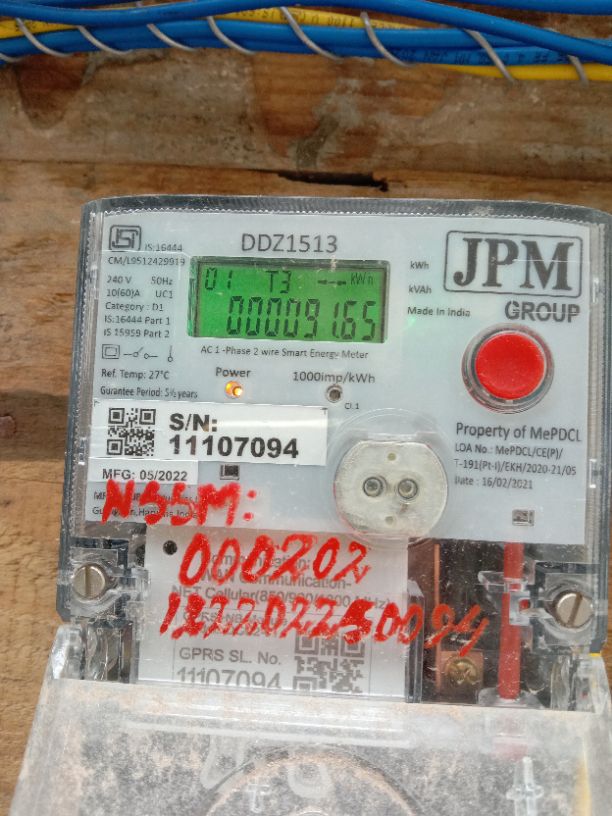 IS:16444
CM/L9512429919
DDZ1513
240 V 50Hz
10(60)A UC1
Category : D1
IS:16444 Part 1
IS 15959 Part 2
01 T3 kWh
000091.65
kWh
kVAh
JPM
GROUP
Made In India
AC 1 -Phase 2 wire Smart Energy Meter
Ref. Temp: 27°C
Gurantee Period: 5½ years
Power
1000imp/kWh
Cl.1
S/N:
11107094
Property of MePDCL
LOA No.: MePDCL/CE(P)/
T-191(Pt-I)/EKH/2020-21/05
Date : 16/02/2021
MFG: 05/2022
NSSM:
000202
GPRS SL. No.
11107094